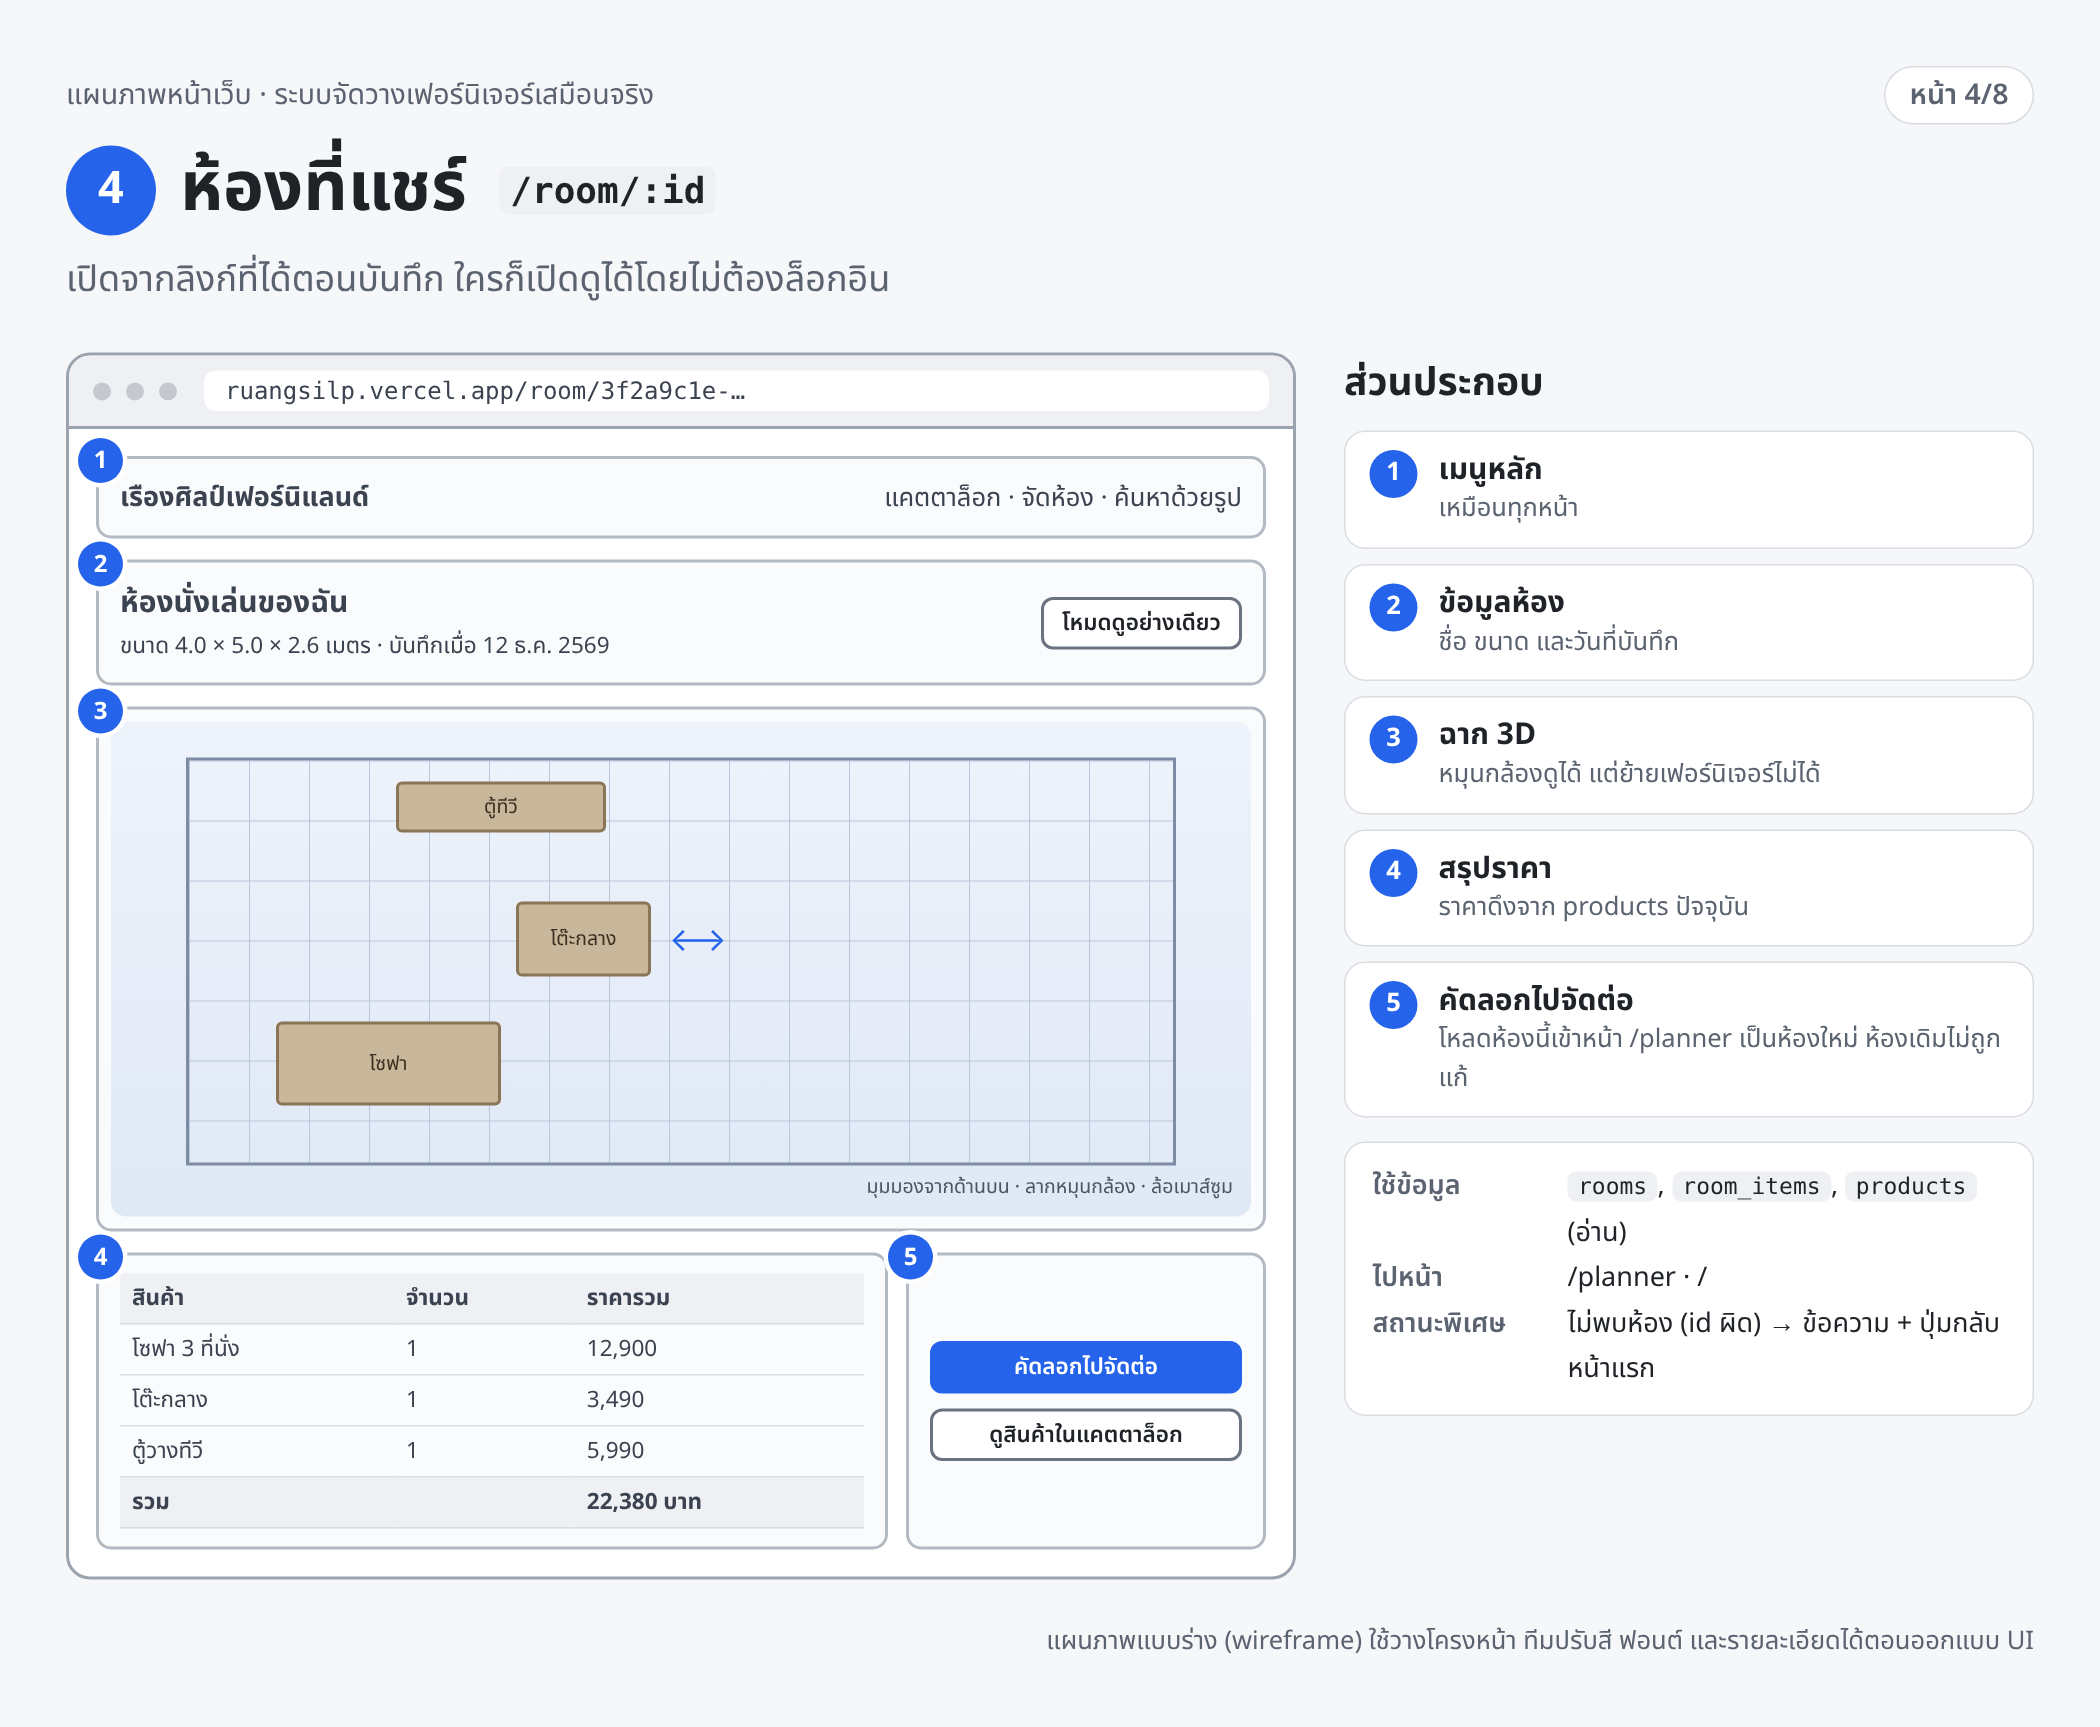 แผนภาพหน้าเว็บ · ระบบจัดวางเฟอร์นิเจอร์เสมือนจริง
หน้า 4/8
4 ห้องที่แชร์ /room/:id
เปิดจากลิงก์ที่ได้ตอนบันทึก ใครก็เปิดดูได้โดยไม่ต้องล็อกอิน
ruangsilp.vercel.app/room/3f2a9c1e-…
1
เรืองศิลป์เฟอร์นิแลนด์
แคตตาล็อก · จัดห้อง · ค้นหาด้วยรูป
2
ห้องนั่งเล่นของฉัน
ขนาด 4.0 × 5.0 × 2.6 เมตร · บันทึกเมื่อ 12 ธ.ค. 2569
โหมดดูอย่างเดียว
3
ตู้ทีวี
โต๊ะกลาง
โซฟา
มุมมองจากด้านบน · ลากหมุนกล้อง · ล้อเมาส์ซูม
4
สินค้า จำนวน ราคารวม
โซฟา 3 ที่นั่ง 1 12,900
โต๊ะกลาง 1 3,490
ตู้วางทีวี 1 5,990
รวม 22,380 บาท
5
คัดลอกไปจัดต่อ
ดูสินค้าในแคตตาล็อก
ส่วนประกอบ
1 เมนูหลัก
เหมือนทุกหน้า
2 ข้อมูลห้อง
ชื่อ ขนาด และวันที่บันทึก
3 ฉาก 3D
หมุนกล้องดูได้ แต่ย้ายเฟอร์นิเจอร์ไม่ได้
4 สรุปราคา
ราคาดึงจาก products ปัจจุบัน
5 คัดลอกไปจัดต่อ
โหลดห้องนี้เข้าหน้า /planner เป็นห้องใหม่ ห้องเดิมไม่ถูก
แก้
ใช้ข้อมูล rooms, room_items, products
(อ่าน)
ไปหน้า /planner · /
สถานะพิเศษ ไม่พบห้อง (id ผิด) → ข้อความ + ปุ่มกลับ
หน้าแรก
แผนภาพแบบร่าง (wireframe) ใช้วางโครงหน้า ทีมปรับสี ฟอนต์ และรายละเอียดได้ตอนออกแบบ UI